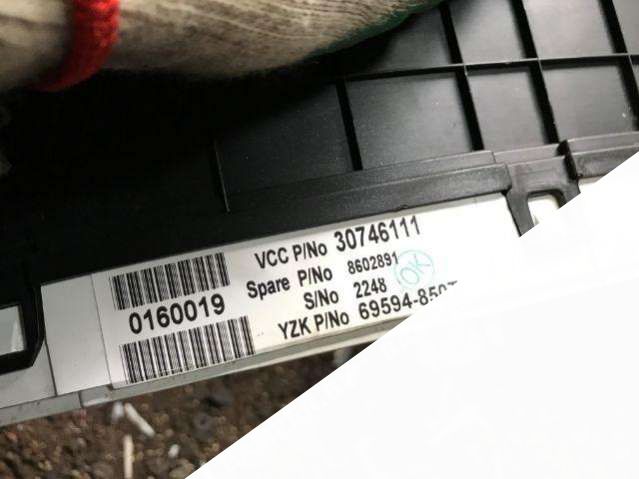 VCC P/No 30746111
Spare P/No 8602891
S/No 2248
OK
YZK P/No
0160019